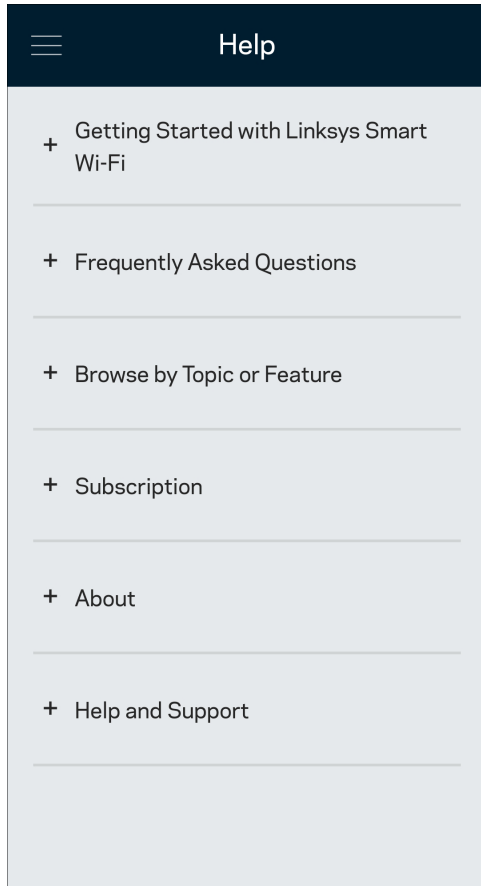 Help
+ Getting Started with Linksys Smart
Wi-Fi
+ Frequently Asked Questions
+ Browse by Topic or Feature
+ Subscription
+ About
+ Help and Support